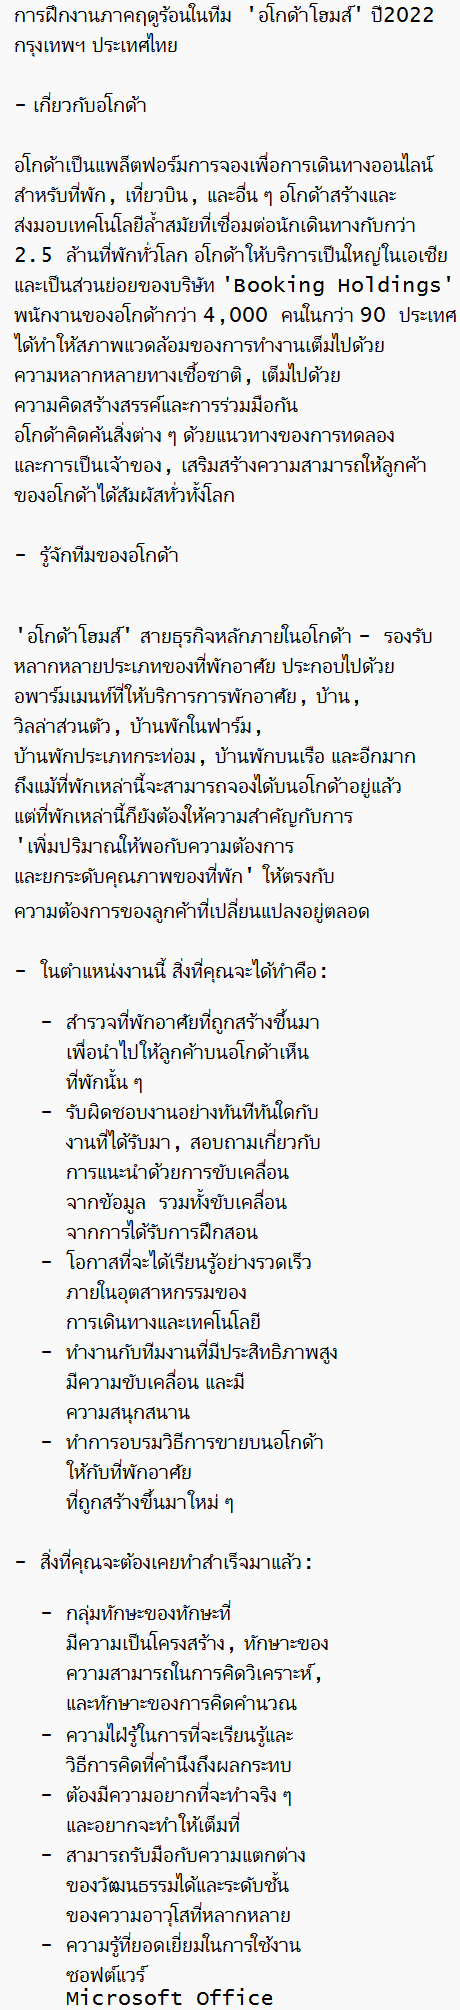 การฝึกงานภาคฤดูร้อนในทีม 'อโกด้าโฮมส์' ปี2022
กรุงเทพฯ ประเทศไทย
- เกี่ยวกับอโกด้า
อโกด้าเป็นแพล็ตฟอร์มการจองเพื่อการเดินทางออนไลน์
สำหรับที่พัก, เที่ยวบิน, และอื่น ๆ อโกด้าสร้างและ
ส่งมอบเทคโนโลยีล้ำสมัยที่เชื่อมต่อนักเดินทางกับกว่า
2.5 ล้านที่พักทั่วโลก อโกด้าให้บริการเป็นใหญ่ในเอเชีย
และเป็นส่วนย่อยของบริษัท 'Booking Holdings'
พนักงานของอโกด้ากว่า 4,000 คนในกว่า 90 ประเทศ
ได้ทำให้สภาพแวดล้อมของการทำงานเต็มไปด้วย
ความหลากหลายทางเชื้อชาติ, เต็มไปด้วย
ความคิดสร้างสรรค์และการร่วมมือกัน
อโกด้าคิดค้นสิ่งต่าง ๆ ด้วยแนวทางของการทดลอง
และการเป็นเจ้าของ, เสริมสร้างความสามารถให้ลูกค้า
ของอโกด้าได้สัมผัสทั่วทั้งโลก
- รู้จักทีมของอโกด้า
'อโกด้าโฮมส์' สายธุรกิจหลักภายในอโกด้า - รองรับ
หลากหลายประเภทของที่พักอาศัย ประกอบไปด้วย
อพาร์มเมนท์ที่ให้บริการการพักอาศัย, บ้าน,
วิลล่าส่วนตัว, บ้านพักในฟาร์ม,
บ้านพักประเภทกระท่อม, บ้านพักบนเรือ และอีกมาก
ถึงแม้ที่พักเหล่านี้จะสามารถจองได้บนอโกด้าอยู่แล้ว
แต่ที่พักเหล่านี้ก็ยังต้องให้ความสำคัญกับการ
'เพิ่มปริมาณให้พอกับความต้องการ
และยกระดับคุณภาพของที่พัก' ให้ตรงกับ
ความต้องการของลูกค้าที่เปลี่ยนแปลงอยู่ตลอด
- ในตำแหน่งงานนี้ สิ่งที่คุณจะได้ทำคือ:
- สำรวจที่พักอาศัยที่ถูกสร้างขึ้นมา
เพื่อนำไปให้ลูกค้าบนอโกด้าเห็น
ที่พักนั้น ๆ
- รับผิดชอบงานอย่างทันทีทันใดกับ
งานที่ได้รับมา, สอบถามเกี่ยวกับ
การแนะนำด้วยการขับเคลื่อน
จากข้อมูล รวมทั้งขับเคลื่อน
จากการได้รับการฝึกสอน
- โอกาสที่จะได้เรียนรู้อย่างรวดเร็ว
ภายในอุตสาหกรรมของ
การเดินทางและเทคโนโลยี
- ทำงานกับทีมงานที่มีประสิทธิภาพสูง
มีความขับเคลื่อน และมี
ความสนุกสนาน
- ทำการอบรมวิธีการขายบนอโกด้า
ให้กับที่พักอาศัย
ที่ถูกสร้างขึ้นมาใหม่ ๆ
- สิ่งที่คุณจะต้องเคยทำสำเร็จมาแล้ว:
- กลุ่มทักษะของทักษะที่
มีความเป็นโครงสร้าง, ทักษาะของ
ความสามารถในการคิดวิเคราะห์,
และทักษาะของการคิดคำนวณ
- ความไฝ่รู้ในการที่จะเรียนรู้และ
วิธีการคิดที่คำนึงถึงผลกระทบ
- ต้องมีความอยากที่จะทำจริง ๆ
และอยากจะทำให้เต็มที่
- สามารถรับมือกับความแตกต่าง
ของวัฒนธรรมได้และระดับชั้น
ของความอาวุโสที่หลากหลาย
- ความรู้ที่ยอดเยี่ยมในการใช้งาน
ซอฟต์แวร์
Microsoft Office